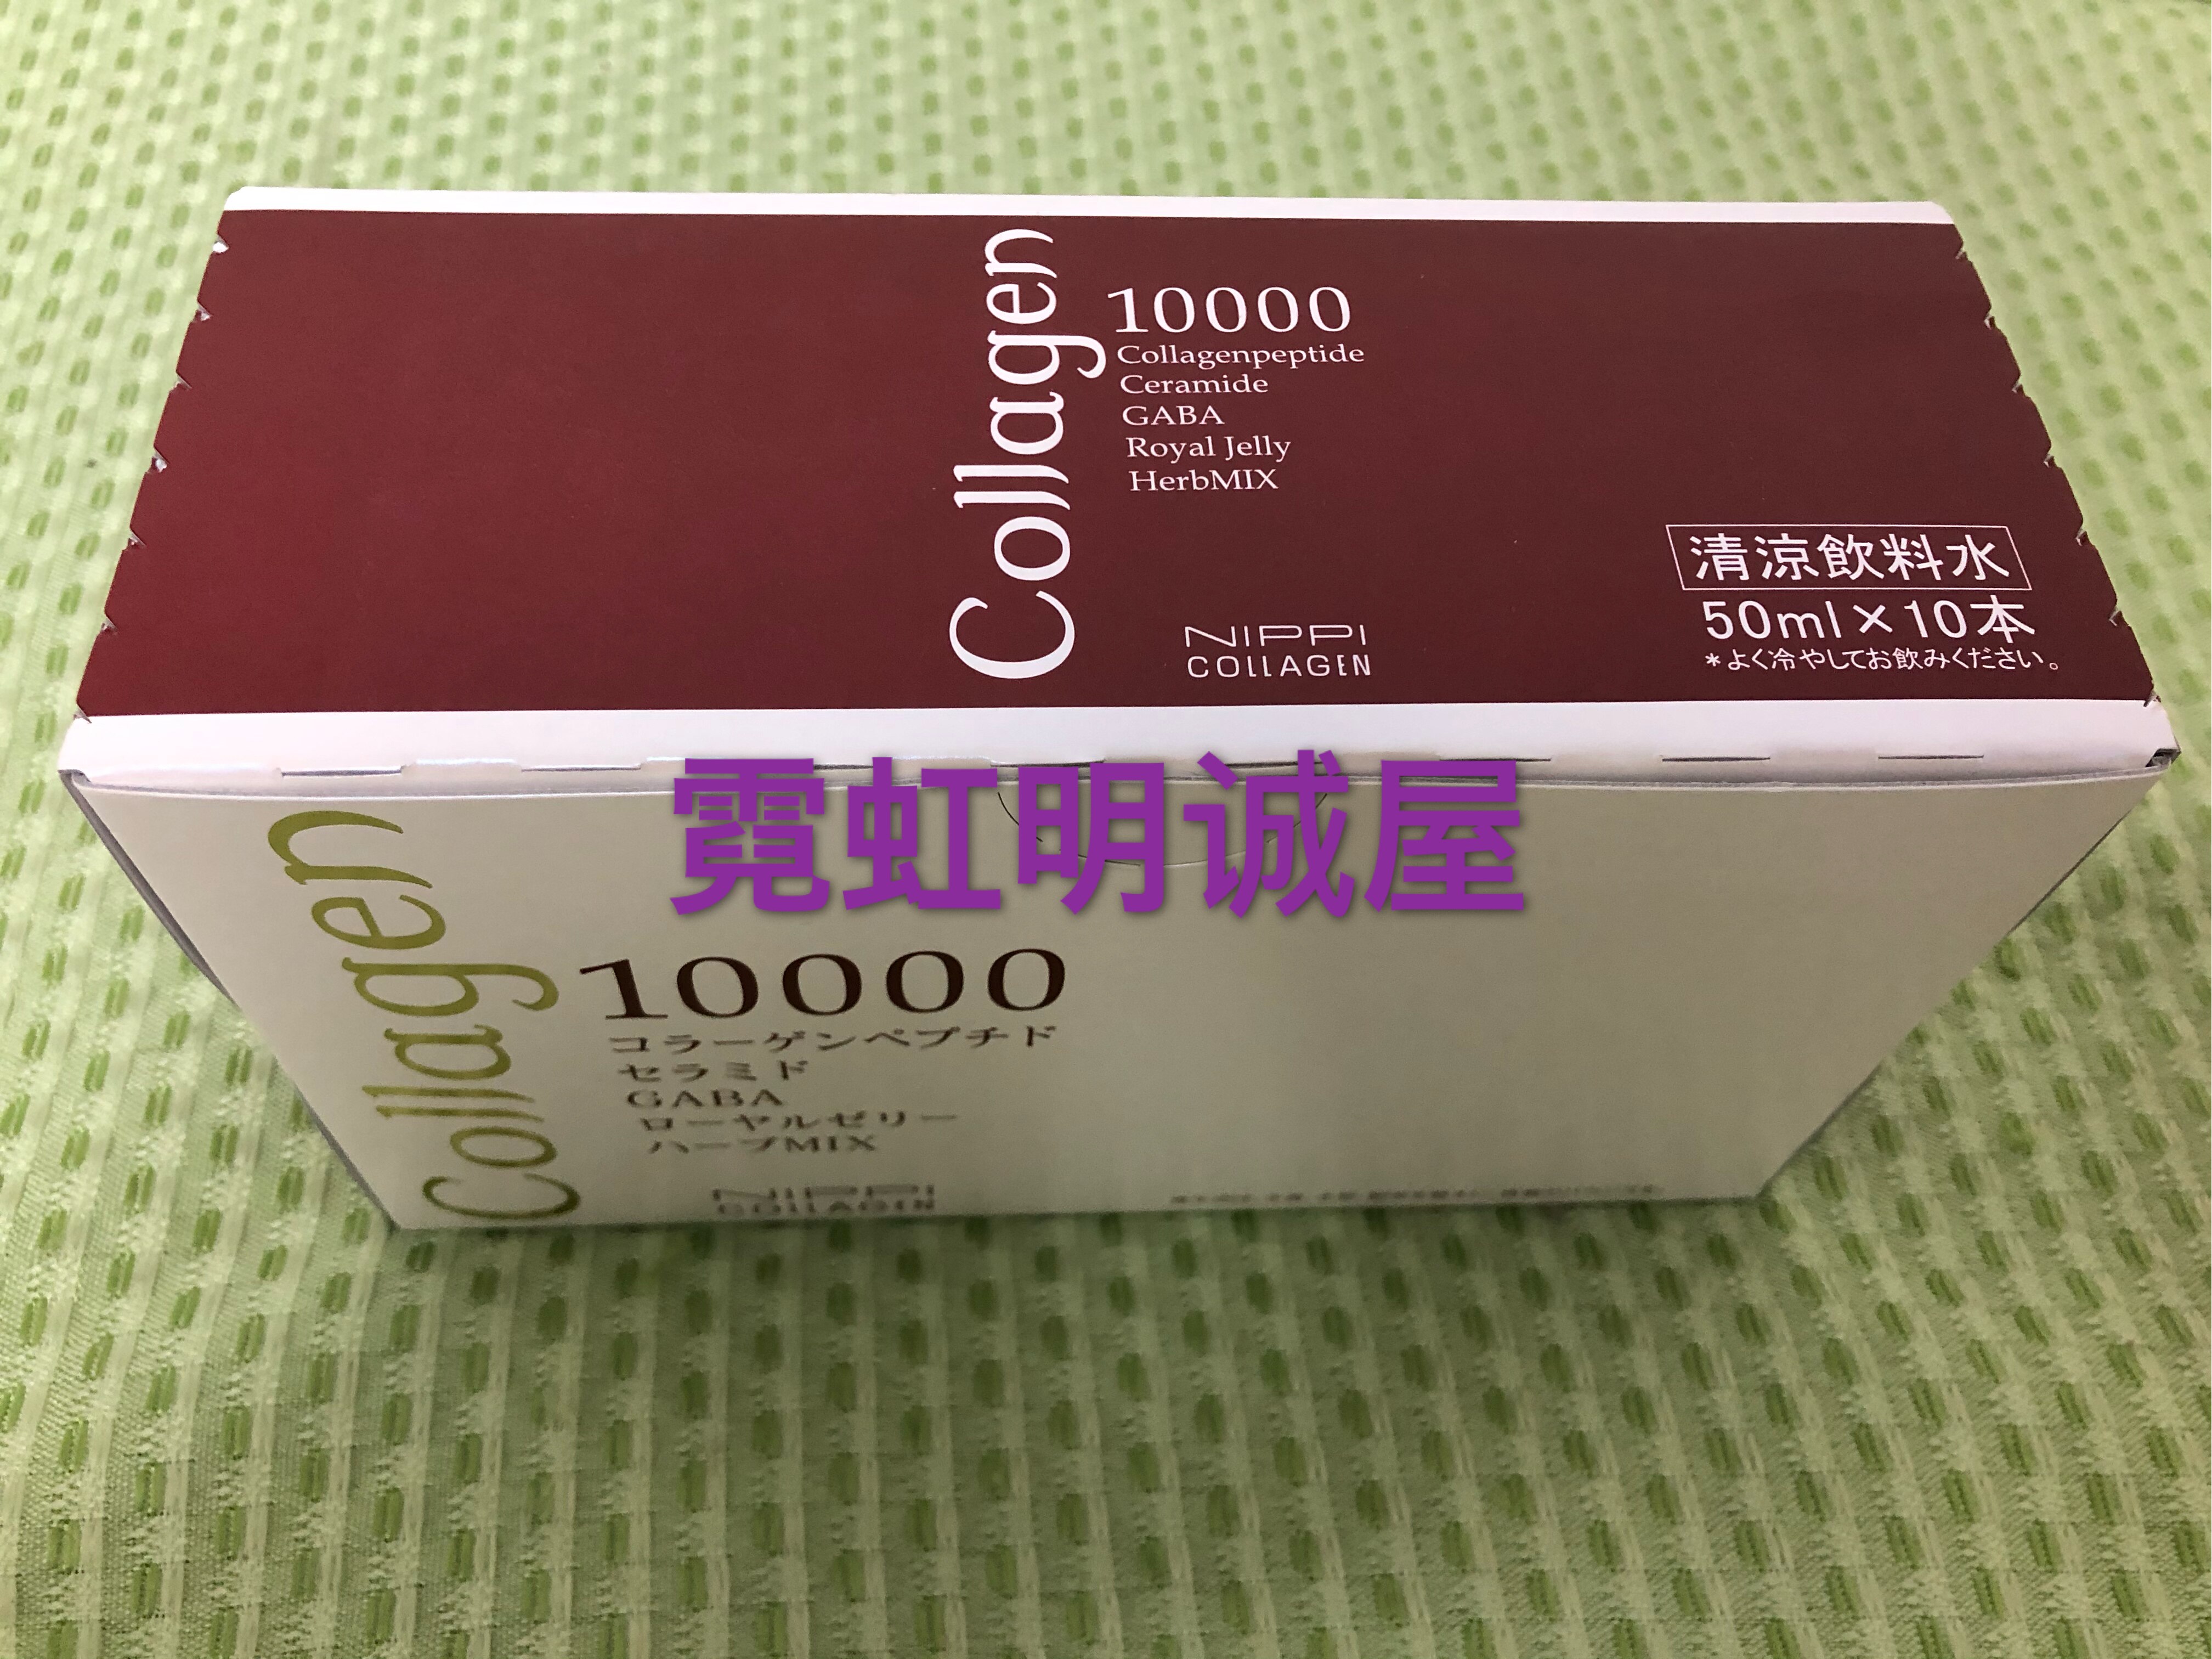 Collagen
10000
Collagenpeptide
Ceramide
GABA
Royal Jelly
HerbMIX
NIPPI
COLLAGEN
清涼飲料水
50ml×10本
*よく冷やしてお飲みください。
霓虹明诚屋
Collagen
10000
コラーゲンペプチド
セラミド
GABA
ローヤルゼリー
ハーブMIX
NIPPI
COLLAGEN